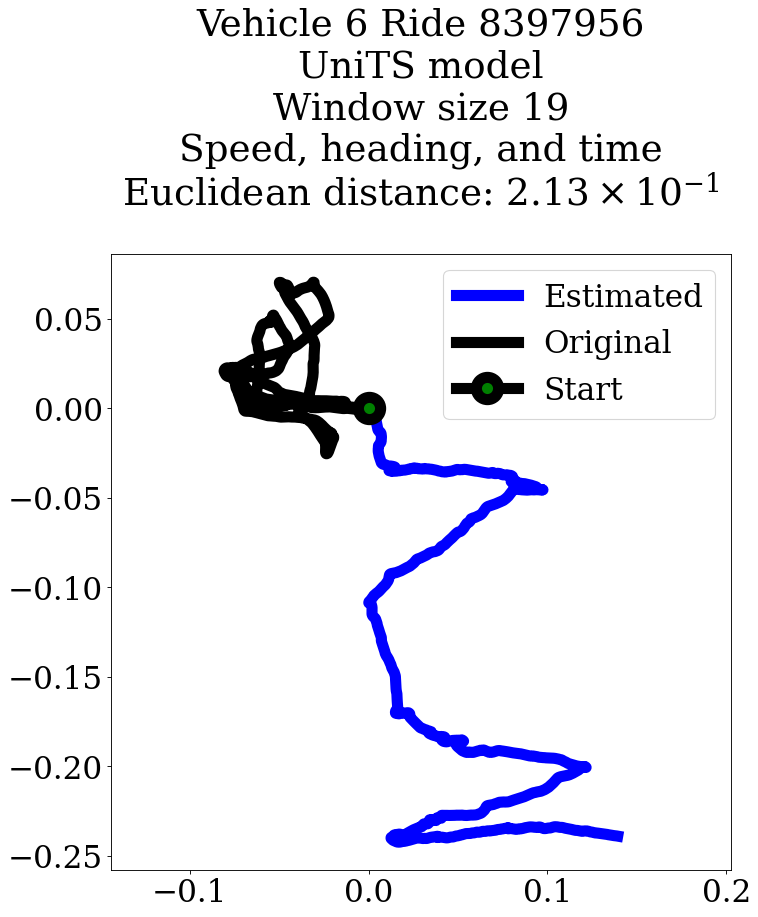 Vehicle 6 Ride 8397956
UniTS model
Window size 19
Speed, heading, and time
Euclidean distance: 2.13 × 10⁻¹
Estimated
Original
Start
0.05
0.00
−0.05
−0.10
−0.15
−0.20
−0.25
−0.1
0.0
0.1
0.2